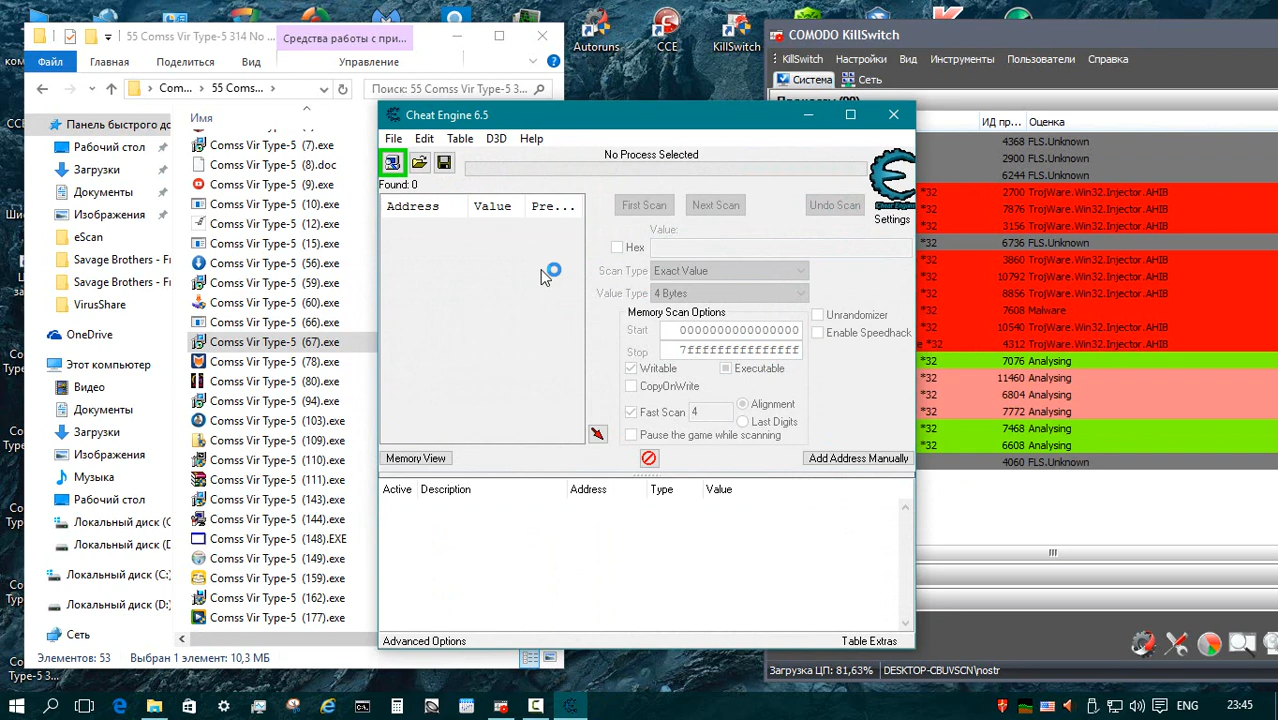 55 Comss Vir Type-5 314 No ...
Средства работы с при...
Файл
Главная
Поделиться
Вид
Управление
Com...
55 Coms...
Поиск: 55 Comss Vir Type-5 3...
Имя
Панель быстрого до
Рабочий стол
Загрузки
Документы
Изображения
eScan
Savage Brothers - Fr
Savage Brothers - Fi
VirusShare
OneDrive
Этот компьютер
Видео
Документы
Загрузки
Изображения
Музыка
Рабочий стол
Локальный диск (C
Локальный диск (D
Локальный диск (C:)
Локальный диск (D:)
Сеть
Comss Vir Type-5 (7).exe
Comss Vir Type-5 (8).doc
Comss Vir Type-5 (9).exe
Comss Vir Type-5 (10).exe
Comss Vir Type-5 (12).exe
Comss Vir Type-5 (15).exe
Comss Vir Type-5 (56).exe
Comss Vir Type-5 (59).exe
Comss Vir Type-5 (60).exe
Comss Vir Type-5 (66).exe
Comss Vir Type-5 (67).exe
Comss Vir Type-5 (78).exe
Comss Vir Type-5 (80).exe
Comss Vir Type-5 (94).exe
Comss Vir Type-5 (103).exe
Comss Vir Type-5 (109).exe
Comss Vir Type-5 (110).exe
Comss Vir Type-5 (111).exe
Comss Vir Type-5 (143).exe
Comss Vir Type-5 (144).exe
Comss Vir Type-5 (148).EXE
Comss Vir Type-5 (149).exe
Comss Vir Type-5 (159).exe
Comss Vir Type-5 (162).exe
Comss Vir Type-5 (177).exe
Элементов: 53
Выбран 1 элемент: 10,3 МБ
Type-5 3...
Autoruns
CCE
KillSwitch
Cheat Engine 6.5
File
Edit
Table
D3D
Help
No Process Selected
Found: 0
Address
Value
Pre...
First Scan
Next Scan
Undo Scan
Cheat Engine
Settings
Value:
Hex
Scan Type
Exact Value
Value Type
4 Bytes
Memory Scan Options
Start
0000000000000000
Stop
7fffffffffffffff
Writable
Executable
CopyOnWrite
Fast Scan
4
Alignment
Last Digits
Pause the game while scanning
Unrandomizer
Enable Speedhack
Memory View
Add Address Manually
Active
Description
Address
Type
Value
Advanced Options
Table Extras
COMODO KillSwitch
KillSwitch
Настройки
Вид
Инструменты
Пользователи
Справка
Система
Сеть
ИД пр...
Оценка
4368 FLS.Unknown
2900 FLS.Unknown
6244 FLS.Unknown
*32 2700 TrojWare.Win32.Injector.AHIB
*32 7876 TrojWare.Win32.Injector.AHIB
*32 3156 TrojWare.Win32.Injector.AHIB
*32 6736 FLS.Unknown
*32 3860 TrojWare.Win32.Injector.AHIB
*32 10792 TrojWare.Win32.Injector.AHIB
*32 8856 TrojWare.Win32.Injector.AHIB
7608 Malware
*32 10540 TrojWare.Win32.Injector.AHIB
e *32 4312 TrojWare.Win32.Injector.AHIB
*32 7076 Analysing
*32 11460 Analysing
*32 6804 Analysing
*32 7772 Analysing
*32 7468 Analysing
*32 6608 Analysing
4060 FLS.Unknown
Загрузка ЦП: 81,63%
DESKTOP-CBUVSCN\nostr
ENG
23:45